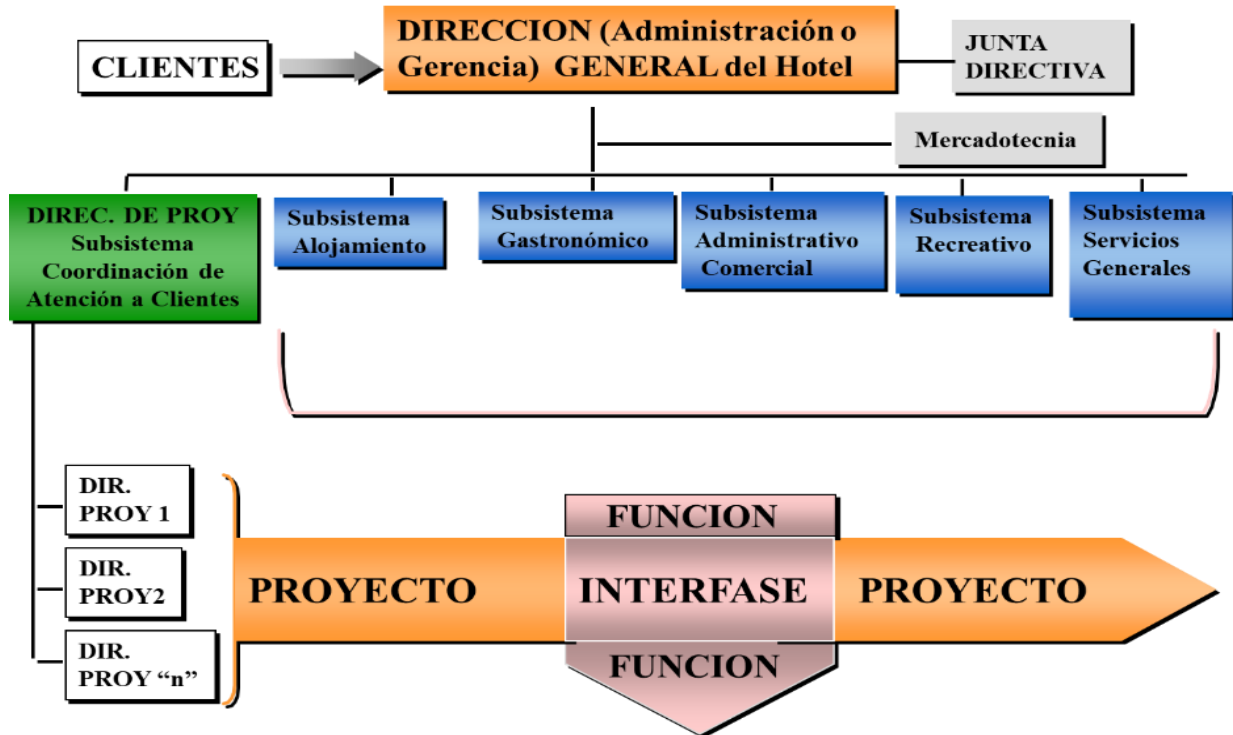 CLIENTES
DIRECCION (Administración o
Gerencia) GENERAL del Hotel
JUNTA
DIRECTIVA
Mercadotecnia
DIREC. DE PROY
Subsistema
Coordinación de
Atención a Clientes
Subsistema
Alojamiento
Subsistema
Gastronómico
Subsistema
Administrativo
Comercial
Subsistema
Recreativo
Subsistema
Servicios
Generales
DIR.
PROY 1
DIR.
PROY2
DIR.
PROY “n”
PROYECTO
FUNCION
INTERFASE
FUNCION
PROYECTO